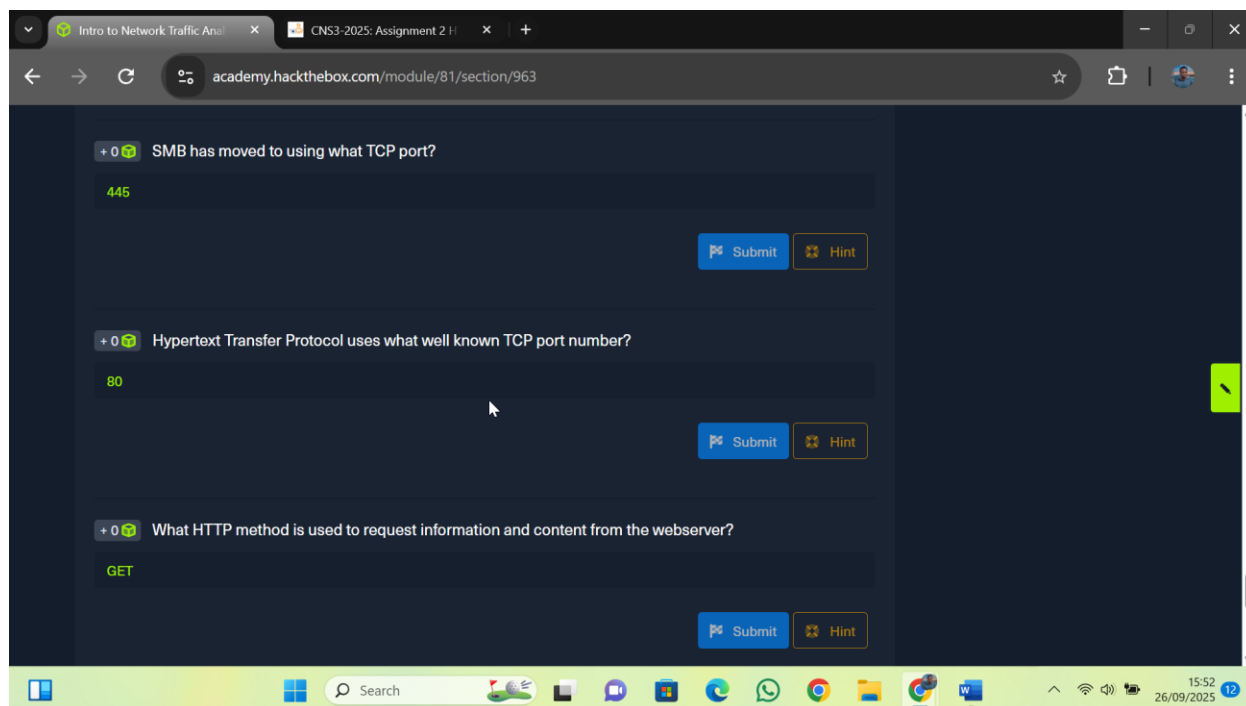 Intro to Network Traffic Anal
CNS3-2025: Assignment 2 H
academy.hackthebox.com/module/81/section/963
+ 0 SMB has moved to using what TCP port?
445
Submit Hint
+ 0 Hypertext Transfer Protocol uses what well known TCP port number?
80
Submit Hint
+ 0 What HTTP method is used to request information and content from the webserver?
GET
Submit Hint
Search
W
15:52
26/09/2025
12